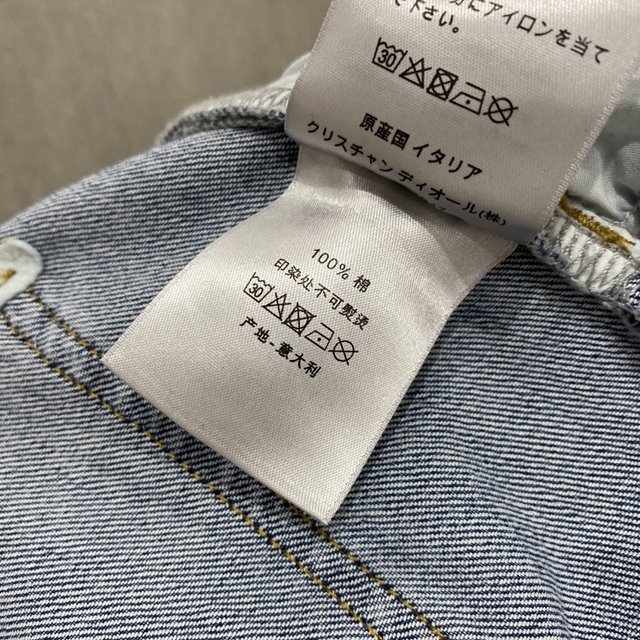 分にアイロンを当て
て下さい。
30
原産国 イタリア
クリスチャン ディオール(株)
100% 棉
印染处不可熨烫
30
产地-意大利